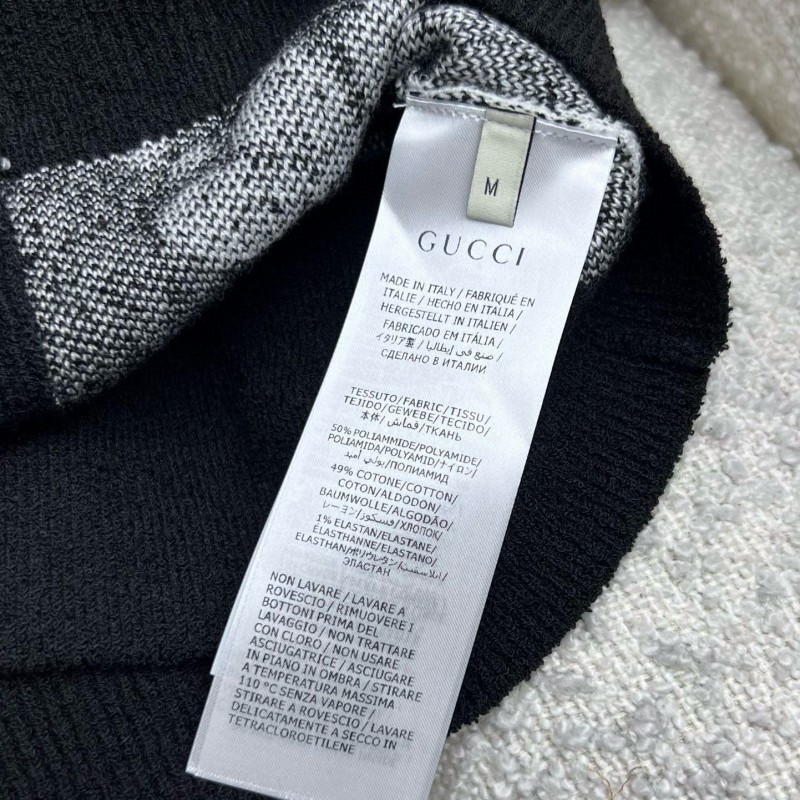 M
GUCCI
MADE IN ITALY / FABRIQUÉ EN
ITALIE / HECHO EN ITALIA /
HERGESTELLT IN ITALIEN /
FABRICADO EM ITÁLIA /
イタリア製 / صنع في إيطاليا /
СДЕЛАНО В ИТАЛИИ
TESSUTO/FABRIC/TISSU/
TEJIDO/GEWEBE/TECIDO/
本体/قماش/ТКАНЬ
50% POLIAMMIDE/POLYAMIDE/
POLIAMIDA/POLYAMID/ナイロン/
بولي أميد/ПОЛИАМИД
49% COTONE/COTTON/
COTON/ALGODON/
BAUMWOLLE/ALGODÃO/
レーヨン/فسكوز/ХЛОПОК/
1% ELASTAN/ELASTANE/
ÉLASTHANNE/ELASTANO/
ELASTHAN/
ЭЛАСТАН
NON LAVARE / LAVARE A
ROVESCIO / RIMUOVERE I
BOTTONI PRIMA DEL
LAVAGGIO / NON TRATTARE
CON CLORO / NON USARE
ASCIUGATRICE / ASCIUGARE
IN PIANO IN OMBRA / STIRARE
A TEMPERATURA MASSIMA
110 °C SENZA VAPORE /
STIRARE A ROVESCIO / LAVARE
DELICATAMENTE A SECCO IN
TETRACLOROETILENE